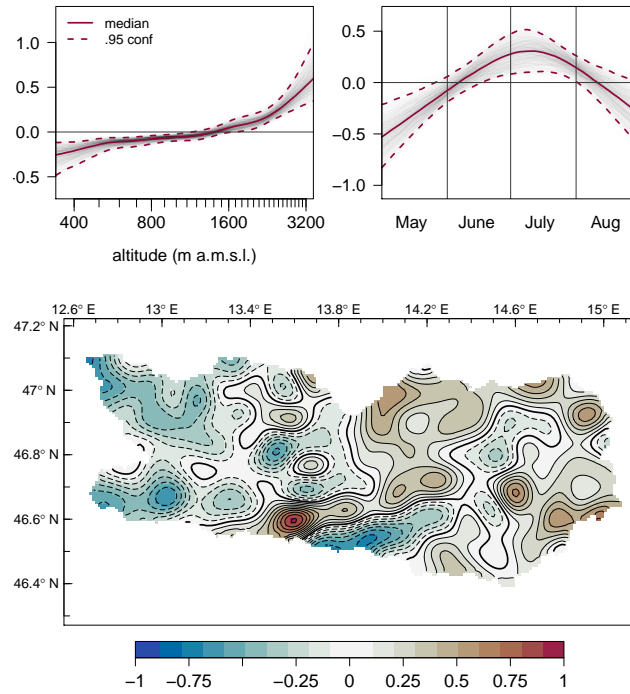 median
.95 conf
1.0
0.5
0.0
-0.5
400 800 1600 3200
altitude (m a.m.s.l.)
0.5
0.0
−0.5
−1.0
May June July Aug
12.6° E 13° E 13.4° E 13.8° E 14.2° E 14.6° E 15° E
47.2° N
47° N
46.8° N
46.6° N
46.4° N
−1 −0.75 −0.25 0 0.25 0.5 0.75 1